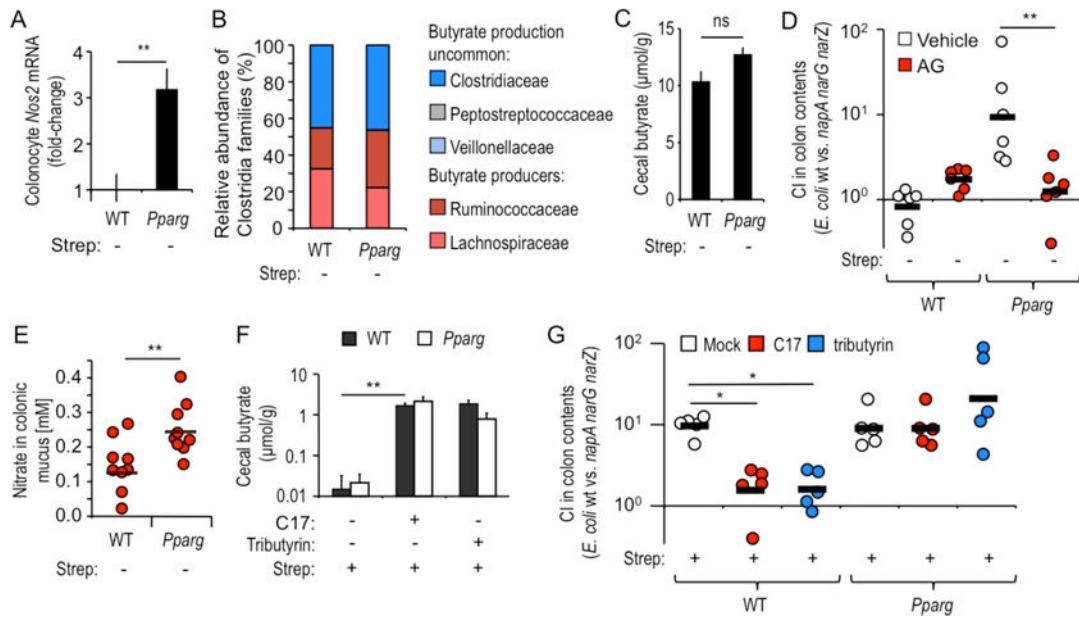 A
Colonocyte Nos2 mRNA
(fold-change)
4
3
2
1
**
WT
Pparg
Strep:
-
-
B
Relative abundance of
Clostridia families (%)
100
80
60
40
20
0
WT
Pparg
Strep:
-
-
Butyrate production
uncommon:
Clostridiaceae
Peptostreptococcaceae
Veillonellaceae
Butyrate producers:
Ruminococcaceae
Lachnospiraceae
C
Cecal butyrate (μmol/g)
15
10
5
0
ns
WT
Pparg
Strep:
-
-
D
CI in colon contents
(E. coli wt vs. napA narG narZ)
10²
10¹
10⁰
Vehicle
AG
**
Strep:
-
-
-
-
WT
Pparg
E
Nitrate in colonic
mucus [mM]
0.4
0.3
0.2
0.1
0.0
**
WT
Pparg
Strep:
-
-
F
WT
Pparg
Cecal butyrate
(μmol/g)
10
1
0.1
0.01
**
C17:
-
+
-
Tributyrin:
-
-
+
Strep:
+
+
+
G
CI in colon contents
(E. coli wt vs. napA narG narZ)
10²
10¹
10⁰
Mock
C17
tributyrin
*
*
Strep:
+
+
+
+
+
+
WT
Pparg